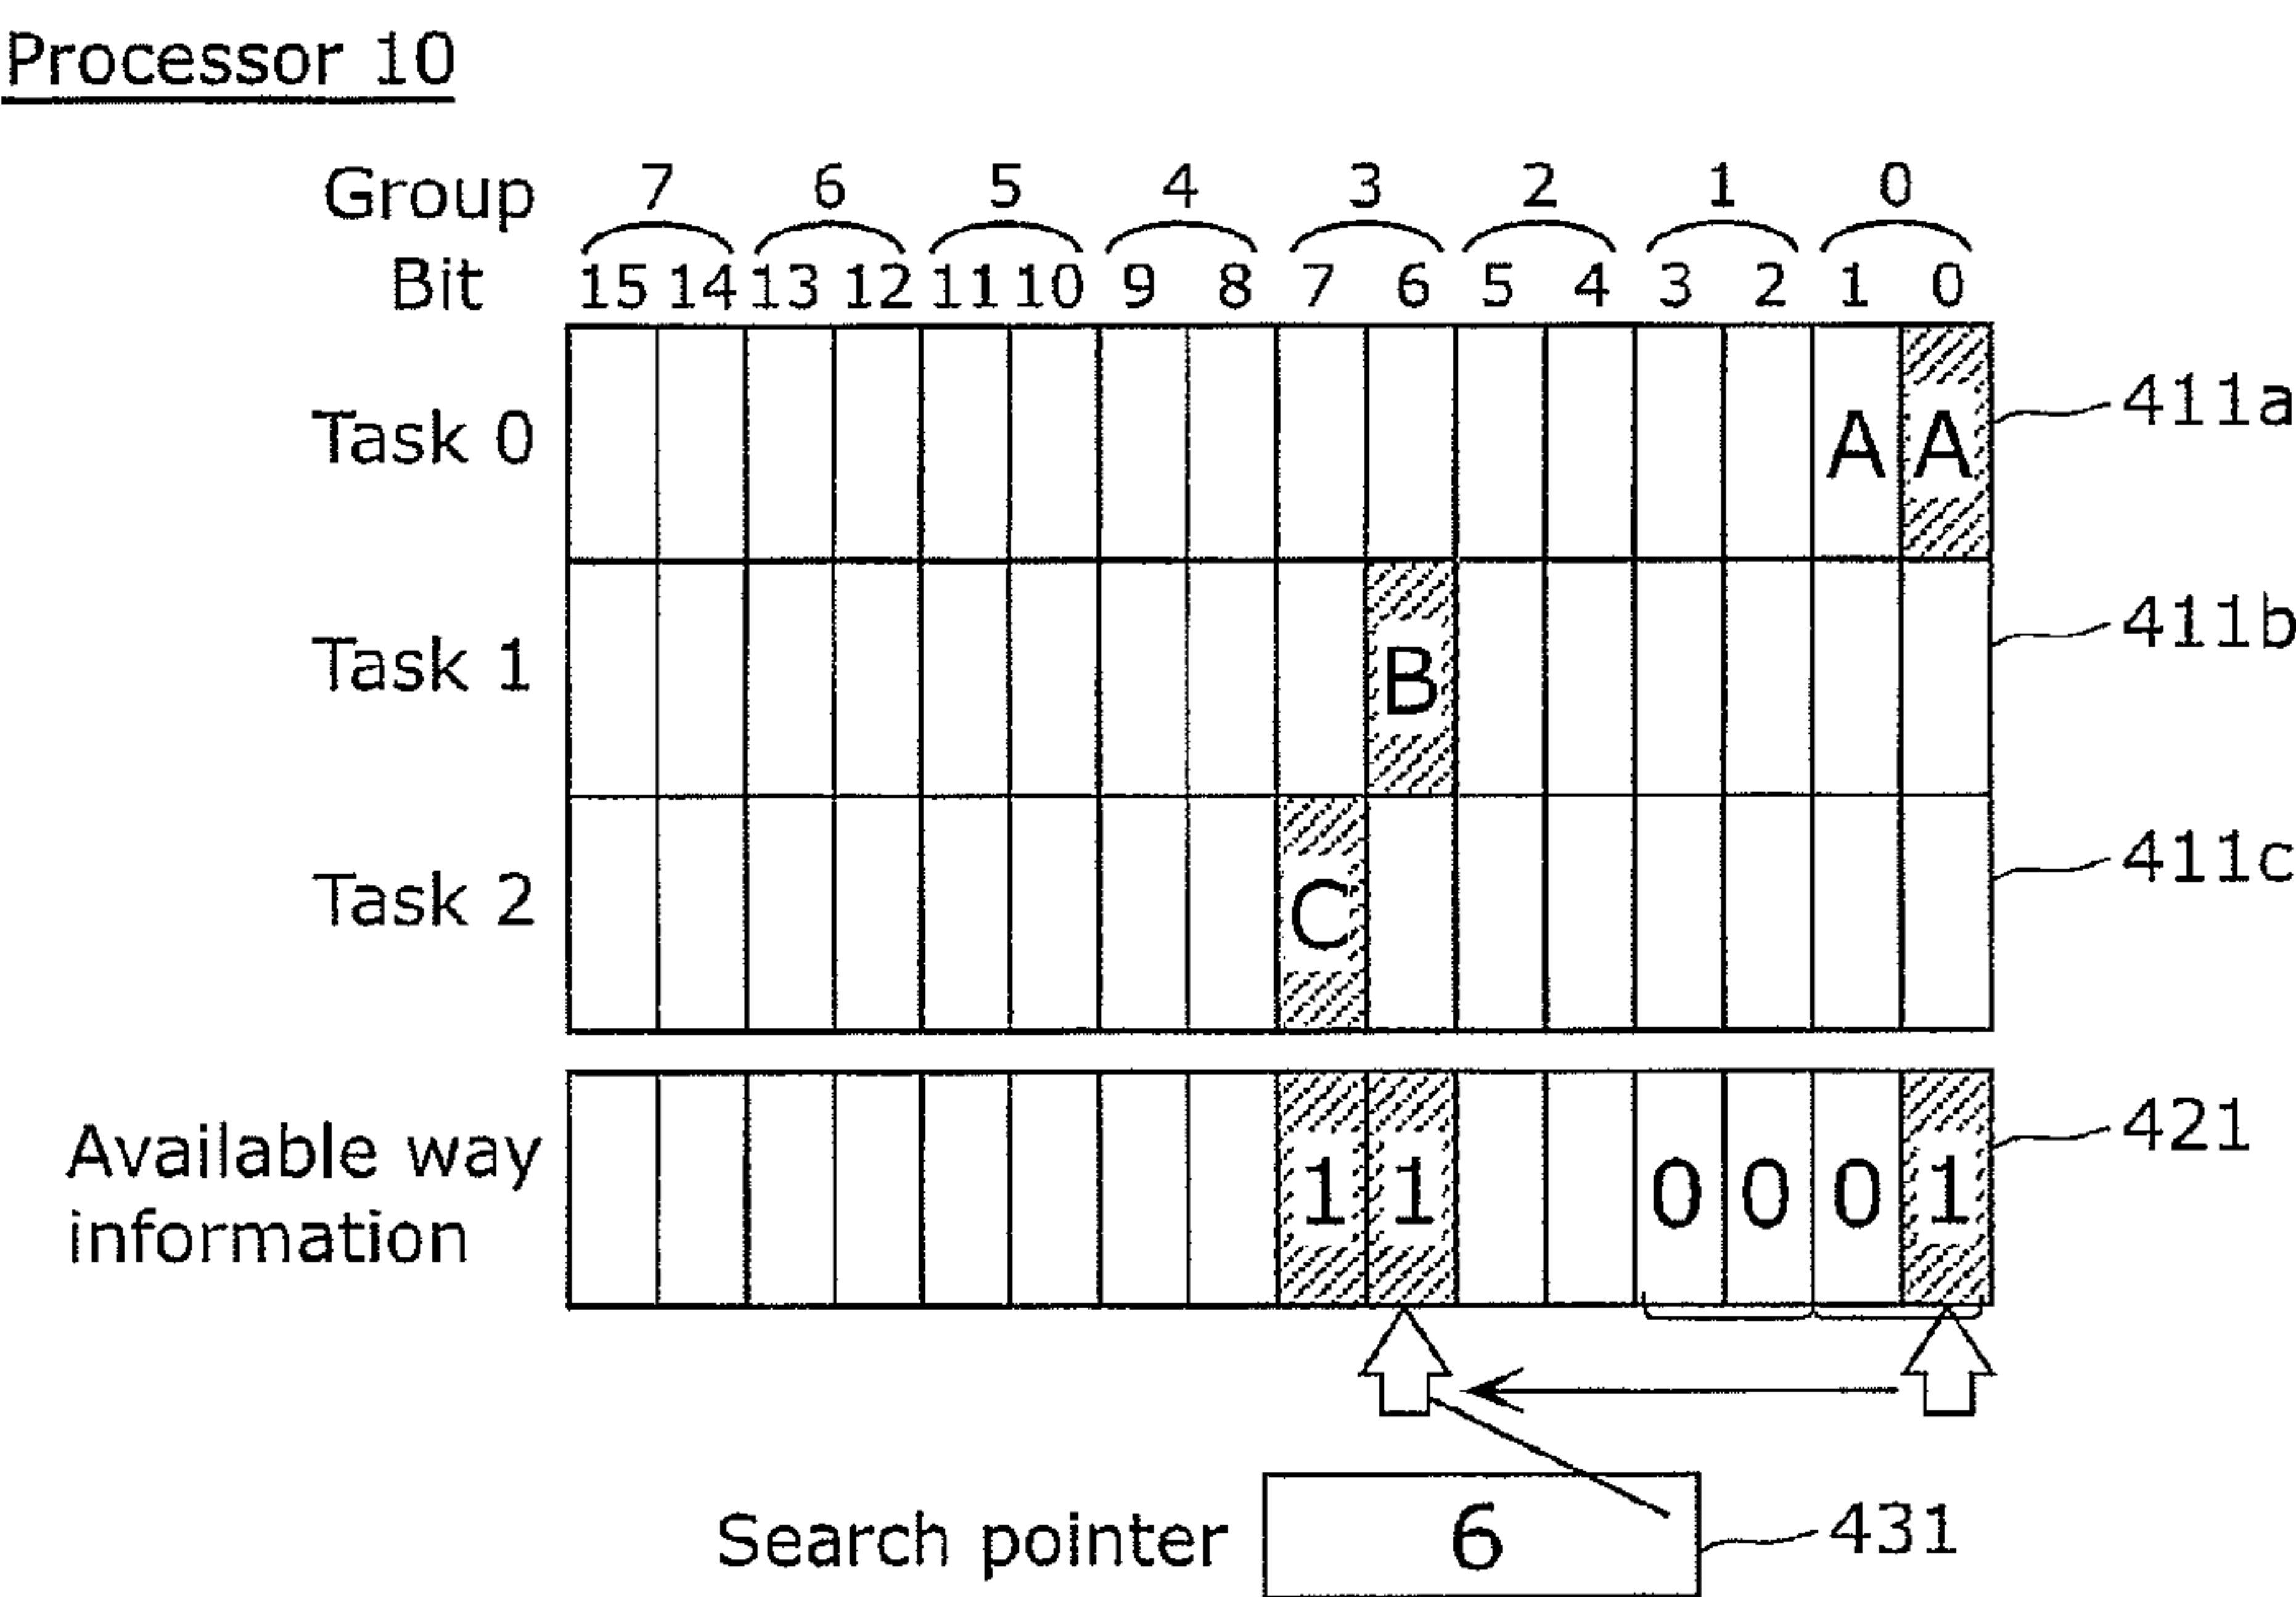 Processor 10
Group 7 6 5 4 3 2 1 0
Bit 15 14 13 12 11 10 9 8 7 6 5 4 3 2 1 0
Task 0 A A 411a
Task 1 B 411b
Task 2 C 411c
Available way information 1 1 0 0 0 1 421
Search pointer 6 431